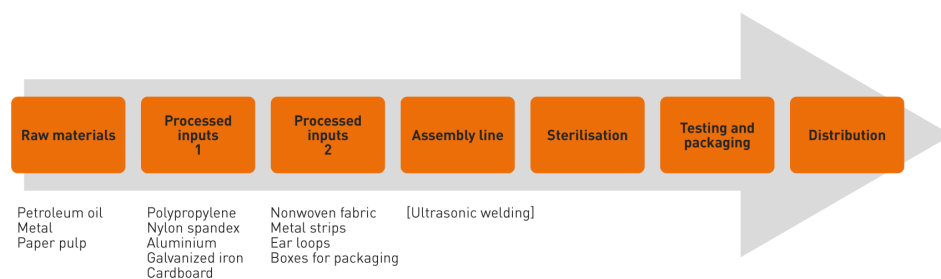 Raw materials
Processed
inputs
1
Processed
inputs
2
Assembly line
Sterilisation
Testing and
packaging
Distribution
Petroleum oil
Metal
Paper pulp
Polypropylene
Nylon spandex
Aluminium
Galvanized iron
Cardboard
Nonwoven fabric
Metal strips
Ear loops
Boxes for packaging
[Ultrasonic welding]